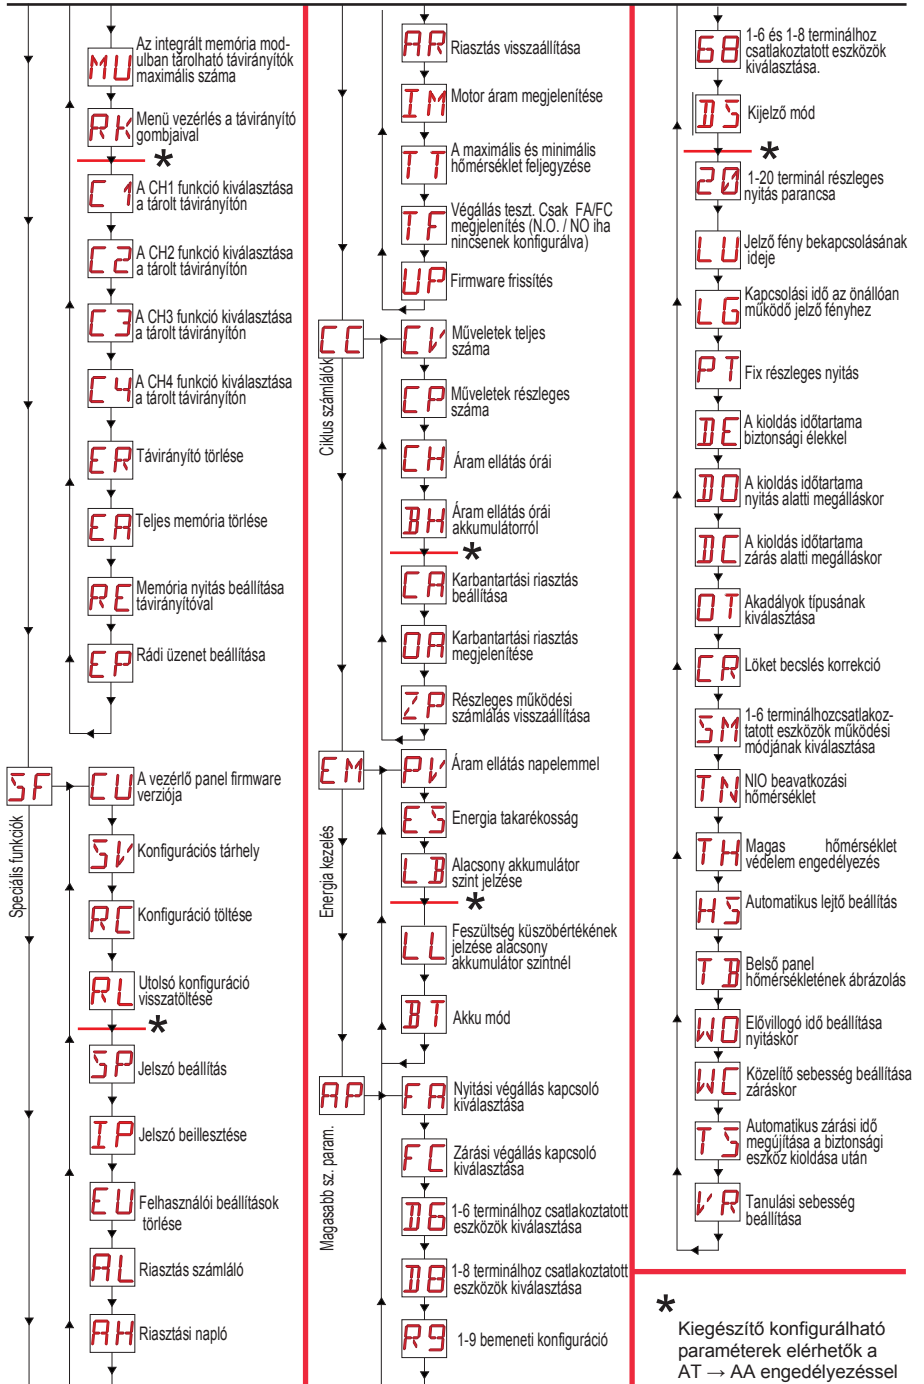 MU
Az integrált memória mod-
ulban tárolható távirányítók
maximális száma
RK
Menü vezérlés a távirányító
gombjaival
*
C1
A CH1 funkció kiválasztása
a tárolt távirányítón
C2
A CH2 funkció kiválasztása
a tárolt távirányítón
C3
A CH3 funkció kiválasztása
a tárolt távirányítón
C4
A CH4 funkció kiválasztása
a tárolt távirányítón
ER
Távirányító törlése
EA
Teljes memória törlése
RE
Memória nyitás beállítása
távirányítóval
EP
Rádi üzenet beállítása
SF
Speciális funkciók
CU
A vezérlő panel firmware
verziója
SV
Konfigurációs tárhely
RC
Konfiguráció töltése
RL
Utolsó konfiguráció
visszatöltése
*
SP
Jelszó beállítás
IP
Jelszó beillesztése
EU
Felhasználói beállítások
törlése
AL
Riasztás számláló
AH
Riasztási napló
AR
Riasztás visszaállítása
IM
Motor áram megjelenítése
TT
A maximális és minimális
hőmérséklet feljegyzése
TF
Végállás teszt. Csak FA/FC
megjelenítés (N.O. / NO iha
nincsenek konfigurálva)
UP
Firmware frissítés
CC
Ciklus számlálók
CV
Műveletek teljes
száma
CP
Műveletek részleges
száma
CH
Áram ellátás órái
BH
Áram ellátás órái
akkumulátorról
*
CA
Karbantartási riasztás
beállítása
OA
Karbantartási riasztás
megjelenítése
ZP
Részleges működési
számlálás visszaállítása
EM
Energia kezelés
PV
Áram ellátás napelemmel
ES
Energia takarékosság
LB
Alacsony akkumulátor
szint jelzése
*
LL
Feszültség küszöbértékének
jelzése alacsony
akkumulátor szintnél
BT
Akku mód
AP
Magasabb sz. param.
FA
Nyitási végállás kapcsoló
kiválasztása
FC
Zárási végállás kapcsoló
kiválasztása
D6
1-6 terminálhoz csatlakoztatott
eszközök kiválasztása
D8
1-8 terminálhoz csatlakoztatott
eszközök kiválasztása
R9
1-9 bemeneti konfiguráció
68
1-6 és 1-8 terminálhoz
csatlakoztatott eszközök
kiválasztása.
DS
Kijelző mód
*
20
1-20 terminál részleges
nyitás parancsa
LU
Jelző fény bekapcsolásának
ideje
LG
Kapcsolási idő az önállóan
működő jelző fényhez
PT
Fix részleges nyitás
DE
A kioldás időtartama
biztonsági élekkel
DO
A kioldás időtartama
nyitás alatti megálláskor
DC
A kioldás időtartama
zárás alatti megálláskor
OT
Akadályok típusának
kiválasztása
CR
Löket becslés korrekció
SM
1-6 terminálhozcsatlakoz-
tatott eszközök működési
módjának kiválasztása
TN
NIO beavatkozási
hőmérséklet
TH
Magas hőmérséklet
védelem engedélyezés
HS
Automatikus lejtő beállítás
TB
Belső panel
hőmérsékletének ábrázolás
WO
Elővillogó idő beállítása
nyitáskór
WC
Közelítő sebesség beállítása
záráskor
TS
Automatikus zárási idő
megújítása a biztonsági
eszköz kioldása után
VR
Tanulási sebesség
beállítása
*
Kiegészítő konfigurálható
paraméterek elérhetők a
AT → AA engedélyezéssel